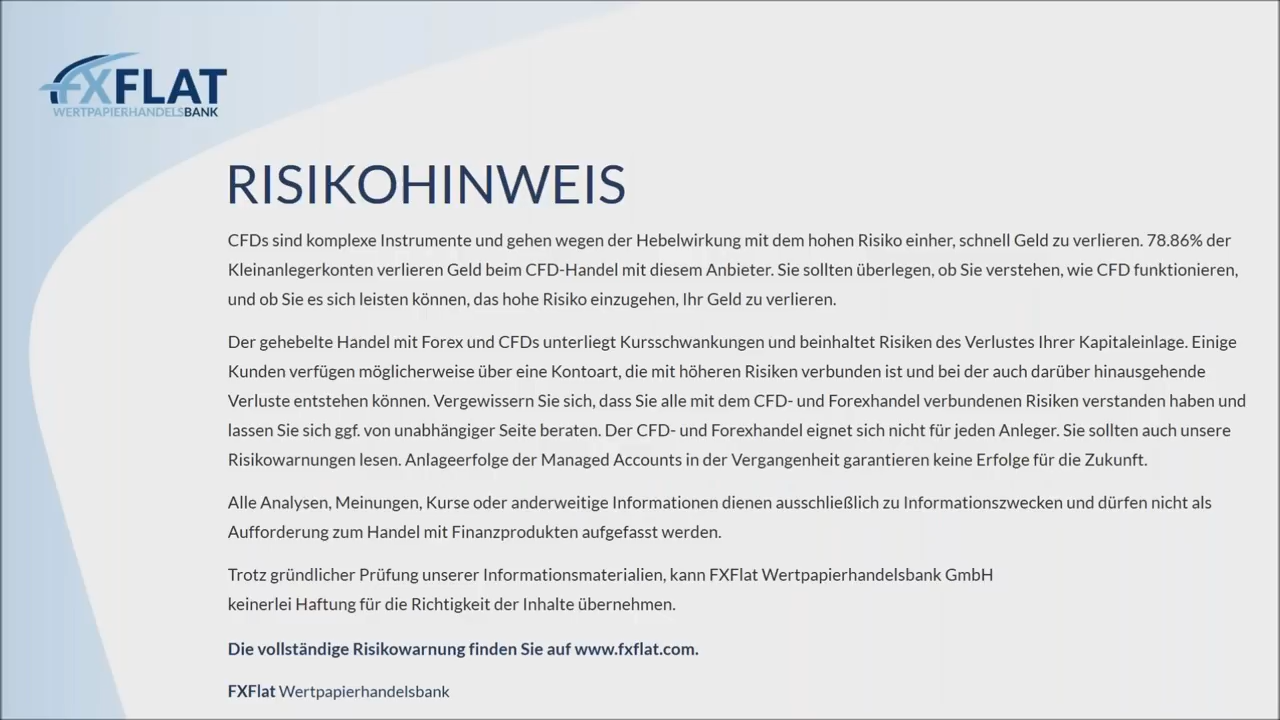 FXFLAT
WERTPAPIERHANDELSBANK
RISIKOHINWEIS
CFDs sind komplexe Instrumente und gehen wegen der Hebelwirkung mit dem hohen Risiko einher, schnell Geld zu verlieren. 78.86% der
Kleinanlegerkonten verlieren Geld beim CFD-Handel mit diesem Anbieter. Sie sollten überlegen, ob Sie verstehen, wie CFD funktionieren,
und ob Sie es sich leisten können, das hohe Risiko einzugehen, Ihr Geld zu verlieren.
Der gehebelte Handel mit Forex und CFDs unterliegt Kursschwankungen und beinhaltet Risiken des Verlustes Ihrer Kapitaleinlage. Einige
Kunden verfügen möglicherweise über eine Kontoart, die mit höheren Risiken verbunden ist und bei der auch darüber hinausgehende
Verluste entstehen können. Vergewissern Sie sich, dass Sie alle mit dem CFD- und Forexhandel verbundenen Risiken verstanden haben und
lassen Sie sich ggf. von unabhängiger Seite beraten. Der CFD- und Forexhandel eignet sich nicht für jeden Anleger. Sie sollten auch unsere
Risikowarnungen lesen. Anlageerfolge der Managed Accounts in der Vergangenheit garantieren keine Erfolge für die Zukunft.
Alle Analysen, Meinungen, Kurse oder anderweitige Informationen dienen ausschließlich zu Informationszwecken und dürfen nicht als
Aufforderung zum Handel mit Finanzprodukten aufgefasst werden.
Trotz gründlicher Prüfung unserer Informationsmaterialien, kann FXFlat Wertpapierhandelsbank GmbH
keinerlei Haftung für die Richtigkeit der Inhalte übernehmen.
Die vollständige Risikowarnung finden Sie auf www.fxflat.com.
FXFlat Wertpapierhandelsbank